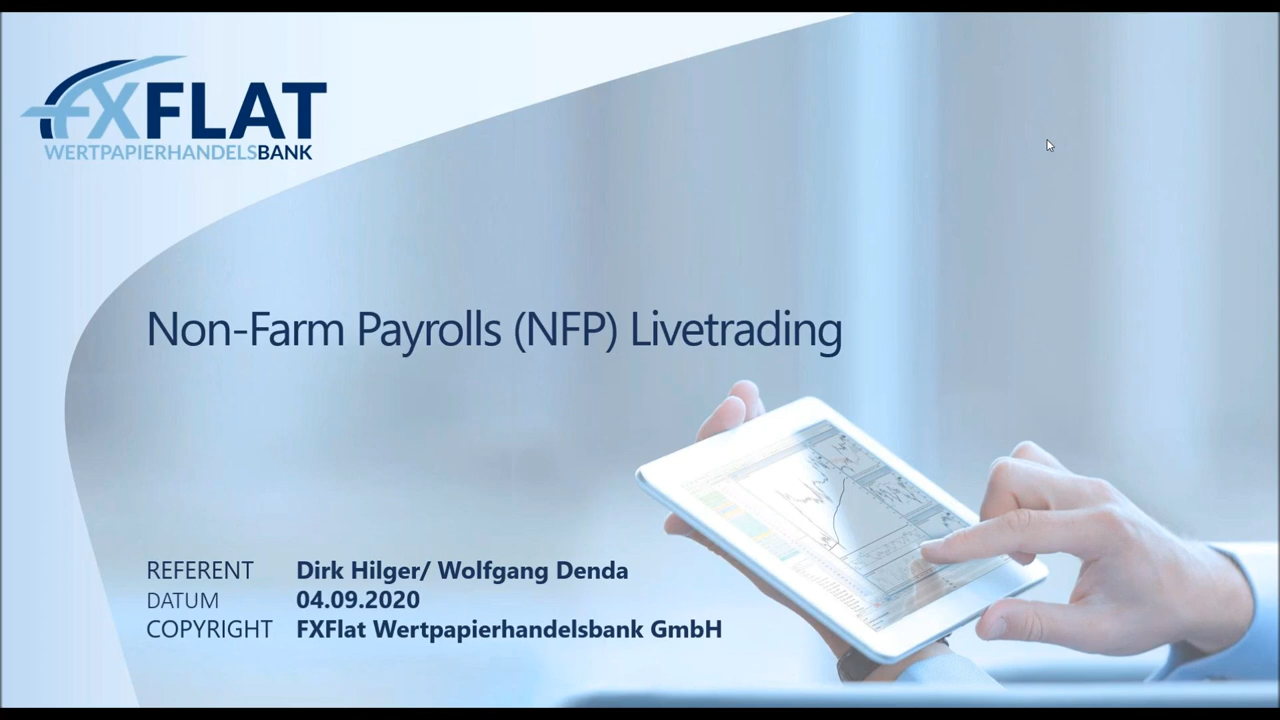 FXFLAT
WERTPAPIERHANDELSBANK
Non-Farm Payrolls (NFP) Livetrading
REFERENT Dirk Hilger/ Wolfgang Denda
DATUM 04.09.2020
COPYRIGHT FXFlat Wertpapierhandelsbank GmbH